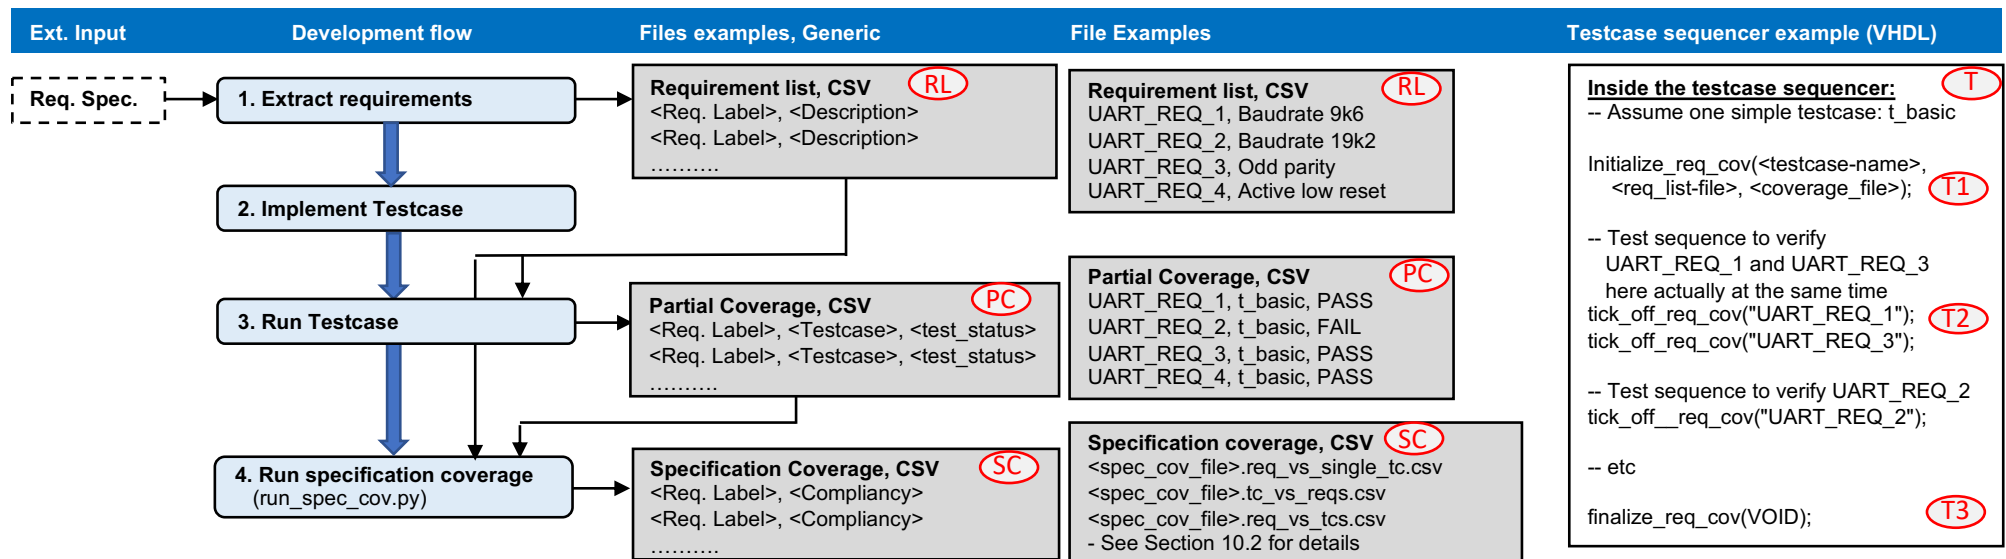 Ext. Input
Development flow
Files examples, Generic
File Examples
Testcase sequencer example (VHDL)
Req. Spec.
1. Extract requirements
2. Implement Testcase
3. Run Testcase
4. Run specification coverage
(run_spec_cov.py)
Requirement list, CSV
RL
<Req. Label>, <Description>
<Req. Label>, <Description>
..........
Partial Coverage, CSV
PC
<Req. Label>, <Testcase>, <test_status>
<Req. Label>, <Testcase>, <test_status>
..........
Specification Coverage, CSV
SC
<Req. Label>, <Compliancy>
<Req. Label>, <Compliancy>
..........
Requirement list, CSV
RL
UART_REQ_1, Baudrate 9k6
UART_REQ_2, Baudrate 19k2
UART_REQ_3, Odd parity
UART_REQ_4, Active low reset
Partial Coverage, CSV
PC
UART_REQ_1, t_basic, PASS
UART_REQ_2, t_basic, FAIL
UART_REQ_3, t_basic, PASS
UART_REQ_4, t_basic, PASS
Specification coverage, CSV
SC
<spec_cov_file>.req_vs_single_tc.csv
<spec_cov_file>.tc_vs_reqs.csv
<spec_cov_file>.req_vs_tcs.csv
- See Section 10.2 for details
Inside the testcase sequencer:
T
-- Assume one simple testcase: t_basic
Initialize_req_cov(<testcase-name>,
<req_list-file>, <coverage_file>);
T1
-- Test sequence to verify
UART_REQ_1 and UART_REQ_3
here actually at the same time
tick_off_req_cov("UART_REQ_1");
T2
tick_off_req_cov("UART_REQ_3");
-- Test sequence to verify UART_REQ_2
tick_off__req_cov("UART_REQ_2");
-- etc
finalize_req_cov(VOID);
T3